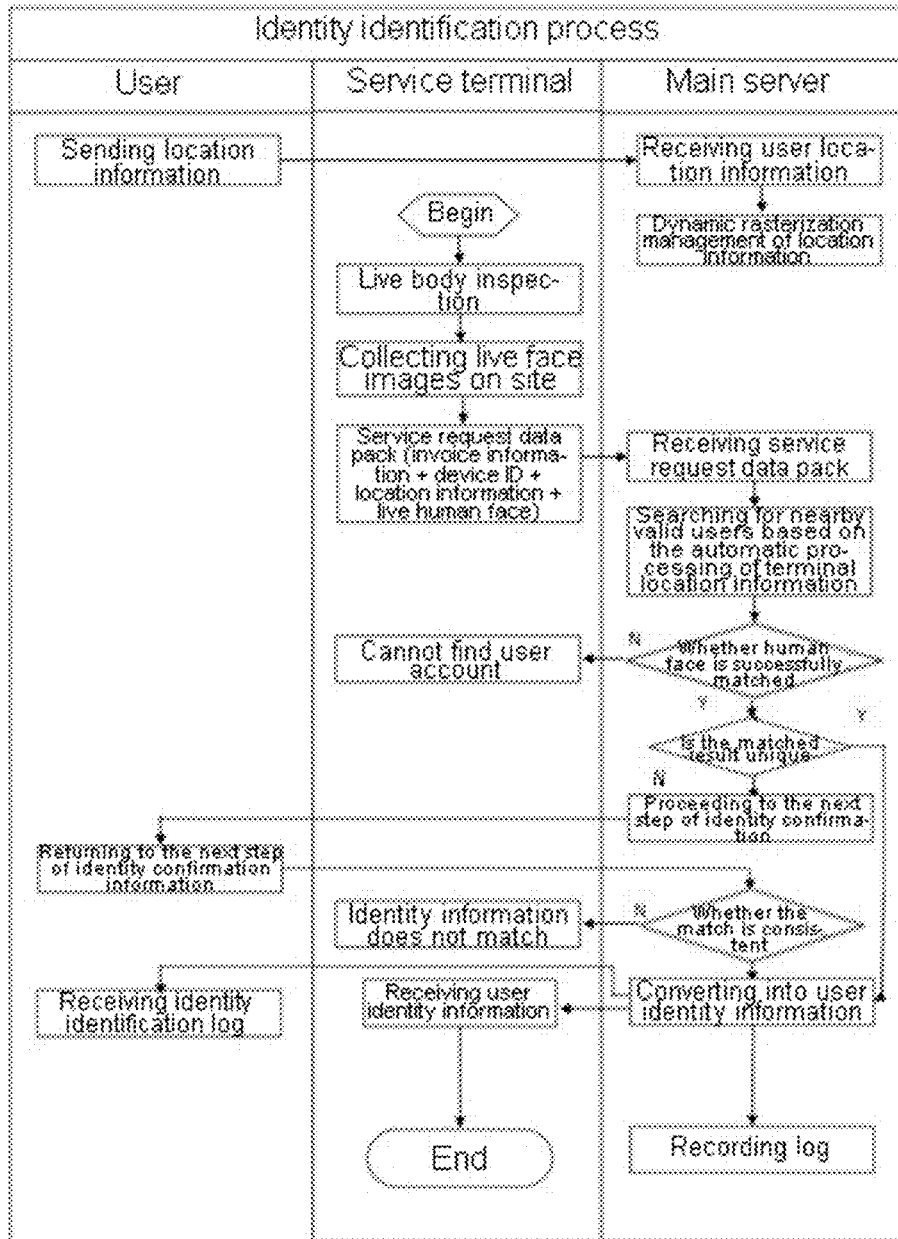 Identity identification process
User
Service terminal
Main server
Sending location
information
Receiving user loca-
tion information
Begin
Dynamic rasterization
management of location
information
Live body inspec-
tion
Collecting live face
images on site
Service request data
pack (invoice informa-
tion + device ID +
location information +
live human face)
Receiving service
request data pack
Searching for nearby
valid users based on
the automatic pro-
cessing of terminal
location information
N
Whether human
face is successfully
matched
Cannot find user
account
Y
Y
Is the matched
result unique
N
Proceeding to the next
step of identity confirma-
tion
Returning to the next step
of identity confirmation
information
N
Whether the
match is consis-
tent
Identity information
does not match
Receiving identity
identification log
Receiving user
identity information
Converting into user
identity information
End
Recording log